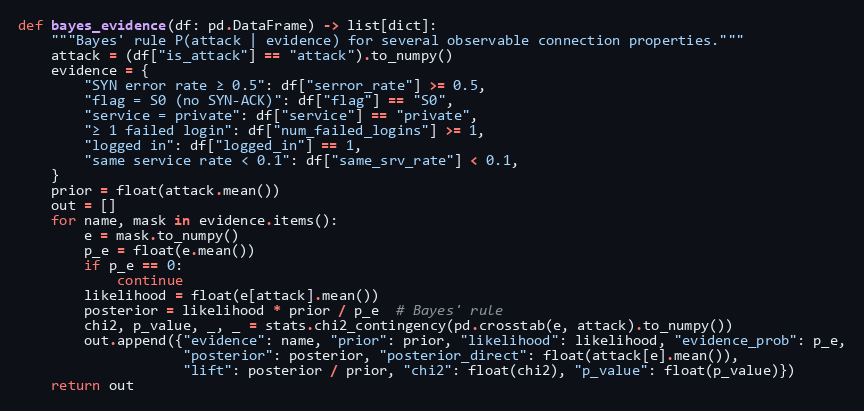 def bayes_evidence(df: pd.DataFrame) -> list[dict]:
    """Bayes' rule P(attack | evidence) for several observable connection properties."""
    attack = (df["is_attack"] == "attack").to_numpy()
    evidence = {
        "SYN error rate ≥ 0.5": df["serror_rate"] >= 0.5,
        "flag = S0 (no SYN-ACK)": df["flag"] == "S0",
        "service = private": df["service"] == "private",
        "≥ 1 failed login": df["num_failed_logins"] >= 1,
        "logged in": df["logged_in"] == 1,
        "same service rate < 0.1": df["same_srv_rate"] < 0.1,
    }
    prior = float(attack.mean())
    out = []
    for name, mask in evidence.items():
        e = mask.to_numpy()
        p_e = float(e.mean())
        if p_e == 0:
            continue
        likelihood = float(e[attack].mean())
        posterior = likelihood * prior / p_e  # Bayes' rule
        chi2, p_value, _, _ = stats.chi2_contingency(pd.crosstab(e, attack).to_numpy())
        out.append({"evidence": name, "prior": prior, "likelihood": likelihood, "evidence_prob": p_e,
                    "posterior": posterior, "posterior_direct": float(attack[e].mean()),
                    "lift": posterior / prior, "chi2": float(chi2), "p_value": float(p_value)})
    return out